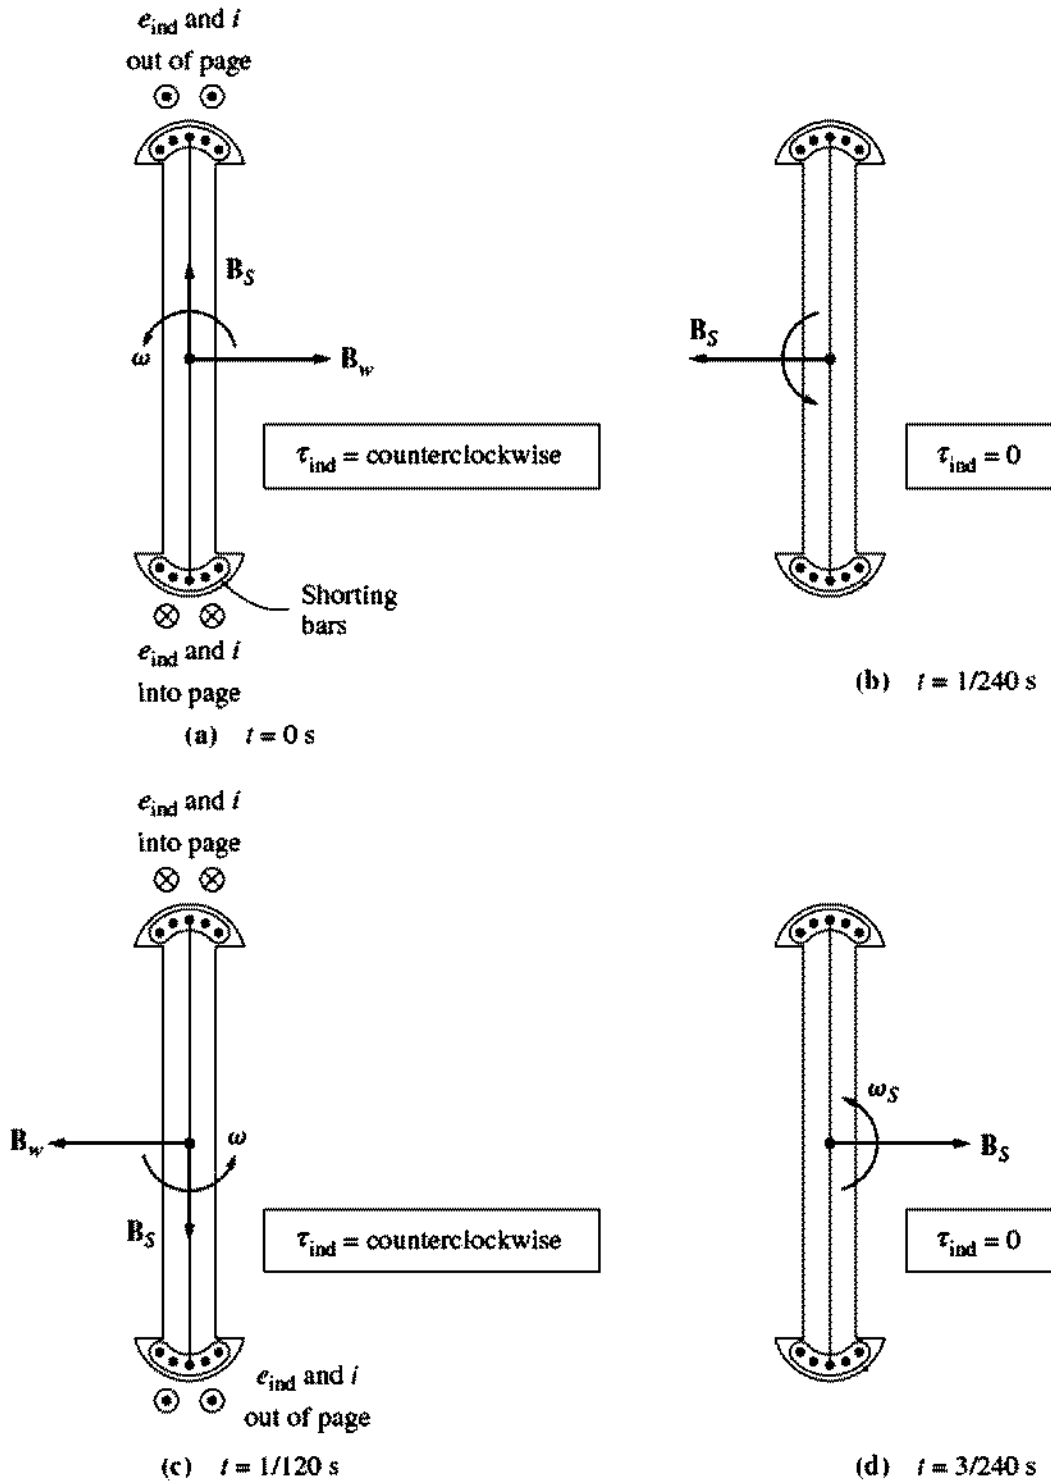 e_ind and i
out of page
B_S
ω
B_w
τ_ind = counterclockwise
Shorting
bars
e_ind and i
into page
(a) t = 0 s
B_S
τ_ind = 0
(b) t = 1/240 s
e_ind and i
into page
B_w
ω
B_S
τ_ind = counterclockwise
e_ind and i
out of page
(c) t = 1/120 s
ω_S
B_S
τ_ind = 0
(d) t = 3/240 s